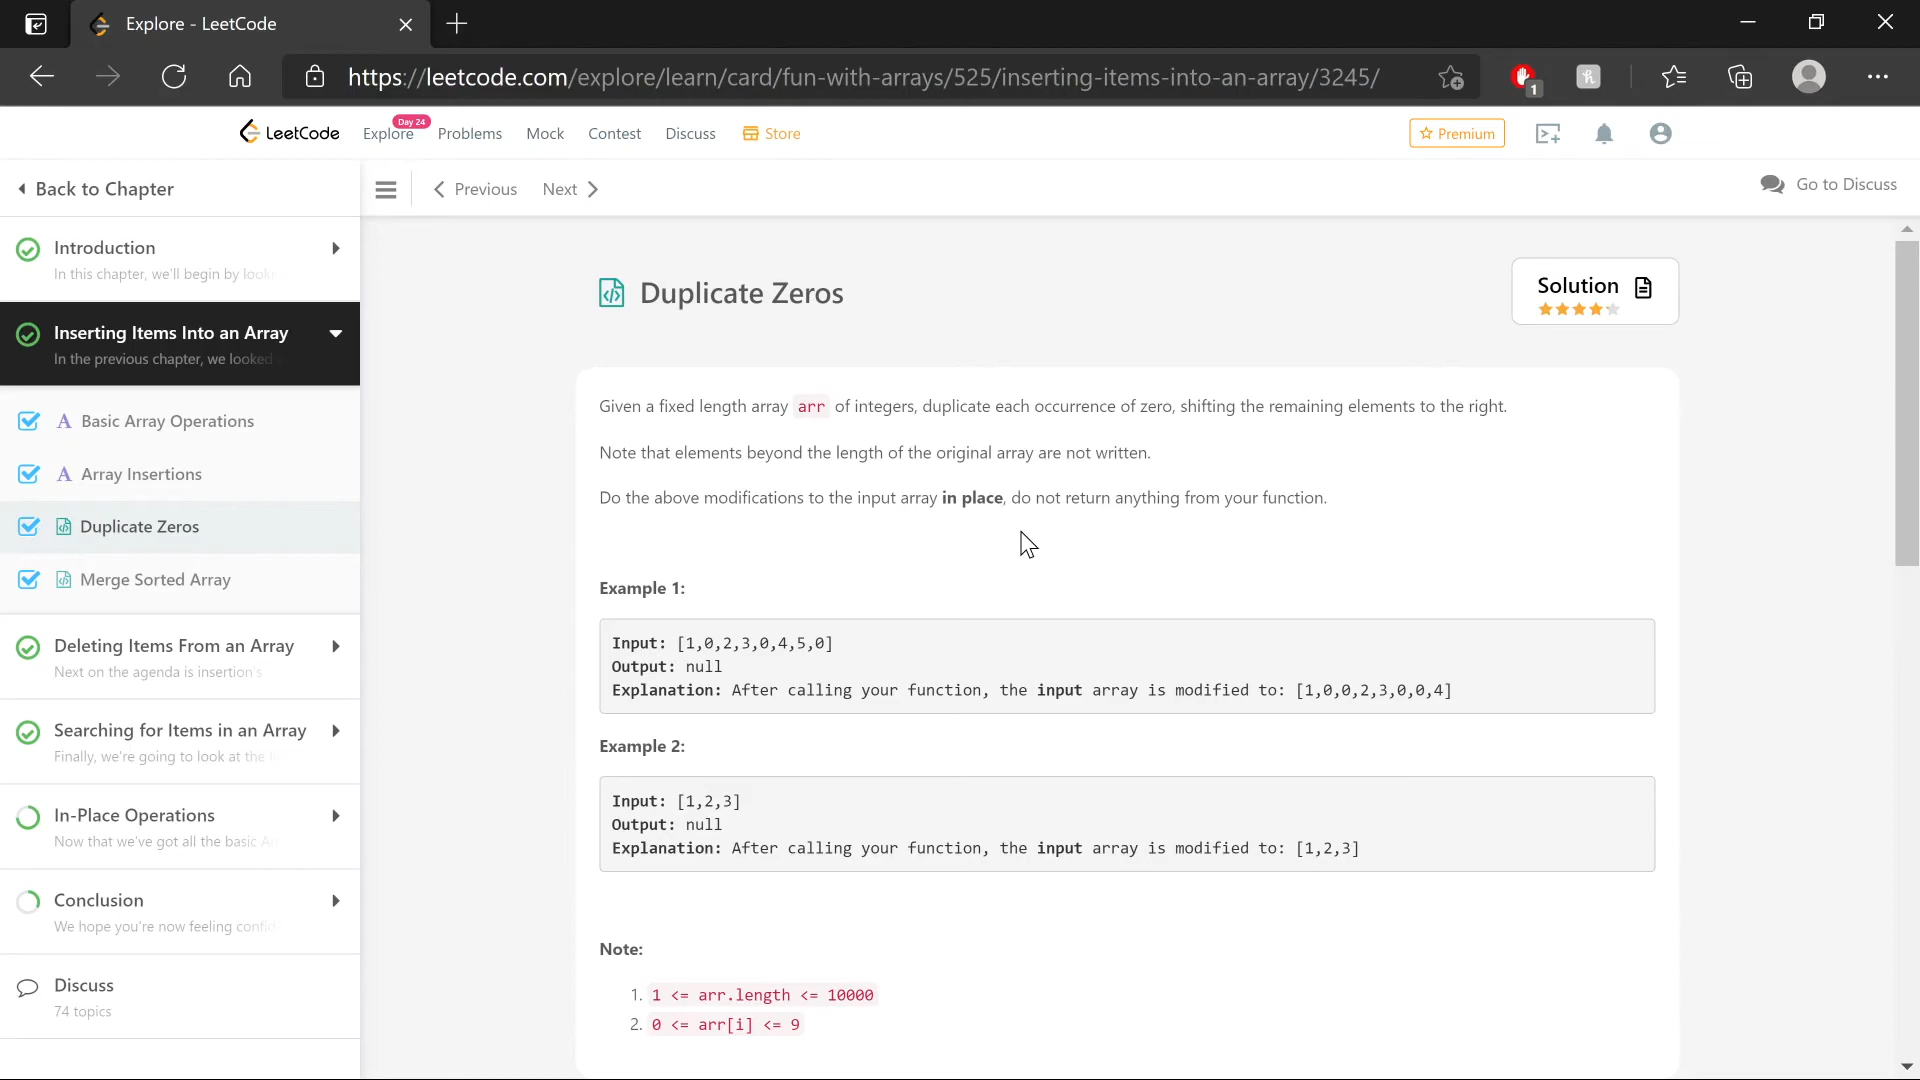 Explore - LeetCode
https://leetcode.com/explore/learn/card/fun-with-arrays/525/inserting-items-into-an-array/3245/
1
LeetCode
Explore
Day 24
Problems
Mock
Contest
Discuss
Store
Premium
Back to Chapter
Previous
Next
Go to Discuss
Introduction
In this chapter, we'll begin by
Inserting Items Into an Array
In the previous chapter, we looked
Basic Array Operations
Array Insertions
Duplicate Zeros
Merge Sorted Array
Deleting Items From an Array
Next on the agenda is insertion's
Searching for Items in an Array
Finally, we're going to look at the
In-Place Operations
Now that we've got all the basic
Conclusion
We hope you're now feeling
Discuss
74 topics
Duplicate Zeros
Solution
Given a fixed length array arr of integers, duplicate each occurrence of zero, shifting the remaining elements to the right.
Note that elements beyond the length of the original array are not written.
Do the above modifications to the input array in place, do not return anything from your function.
Example 1:
Input: [1,0,2,3,0,4,5,0]
Output: null
Explanation: After calling your function, the input array is modified to: [1,0,0,2,3,0,0,4]
Example 2:
Input: [1,2,3]
Output: null
Explanation: After calling your function, the input array is modified to: [1,2,3]
Note:
1. 1 <= arr.length <= 10000
2. 0 <= arr[i] <= 9